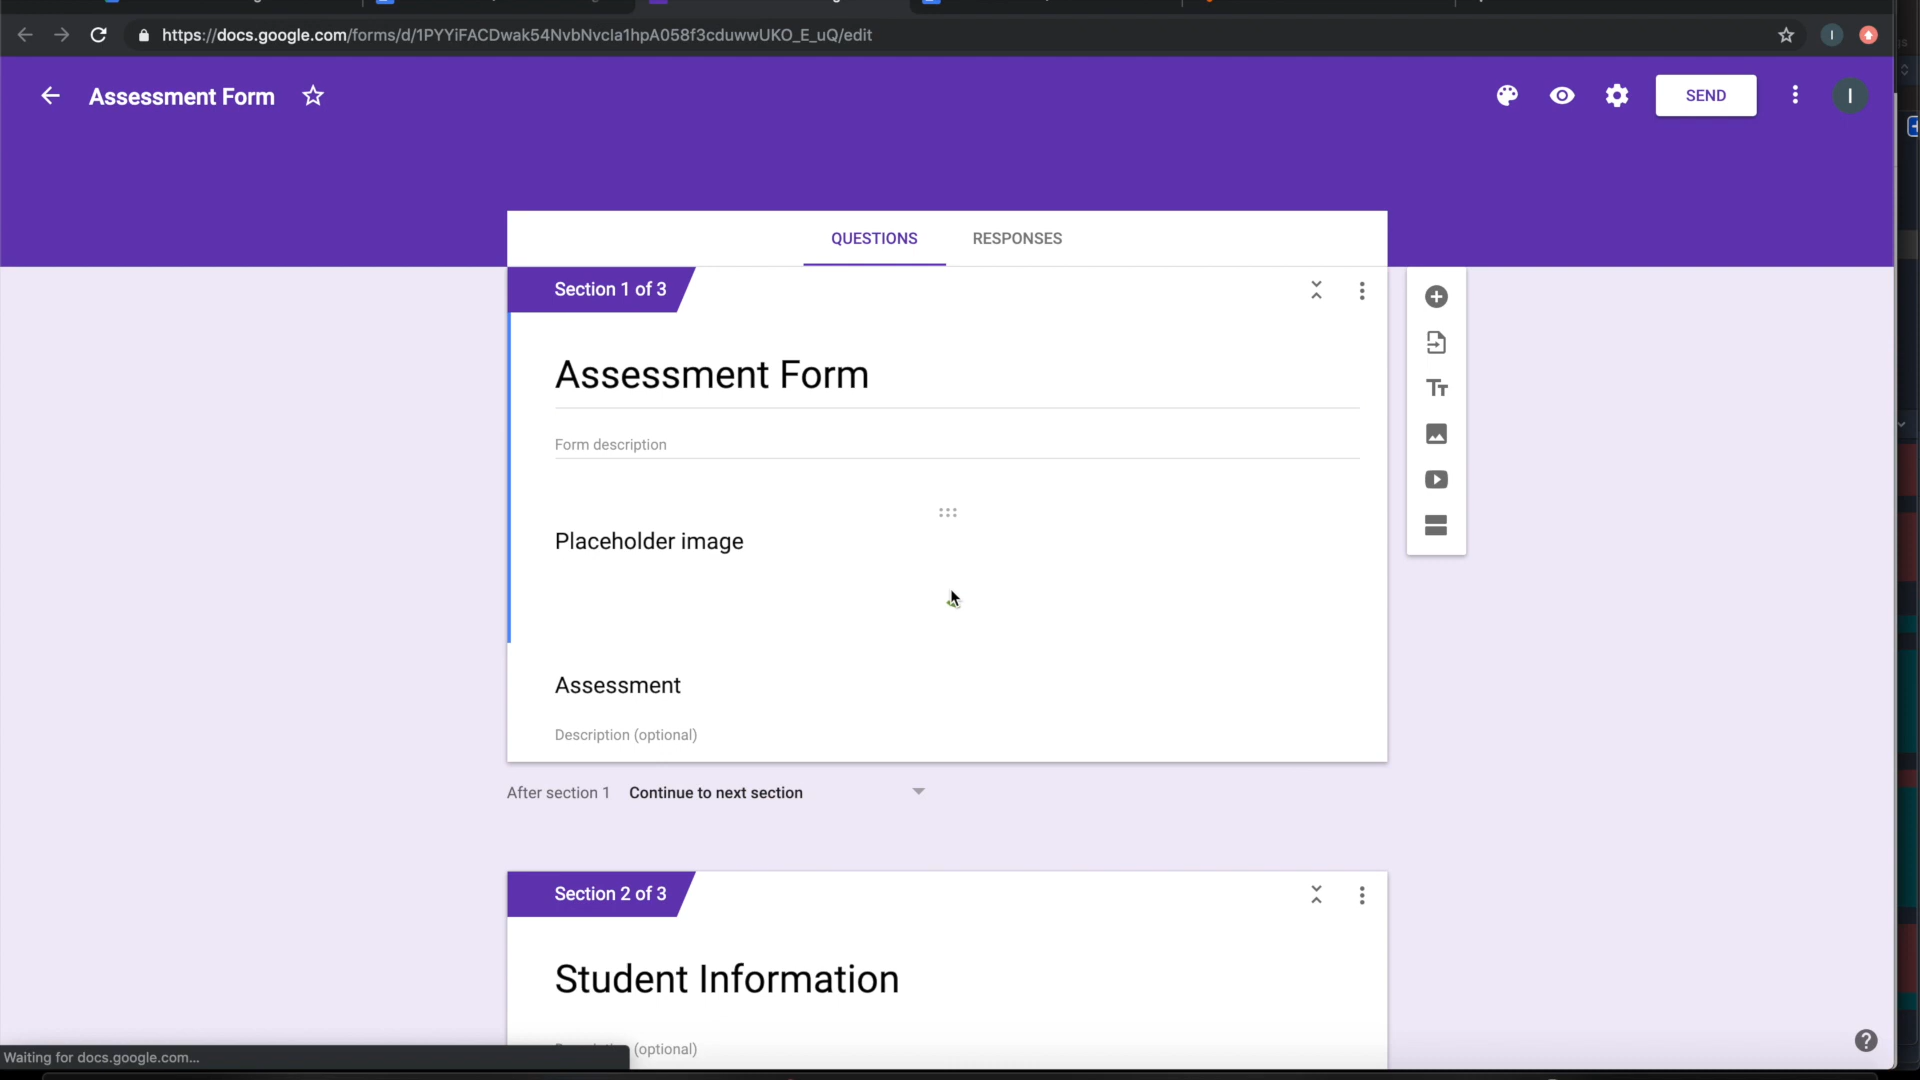 https://docs.google.com/forms/d/1PYYiFACDwak54NvbNvcla1hpA058f3cduwwUKO_E_uQ/edit
I
Assessment Form
SEND
I
QUESTIONS
RESPONSES
Section 1 of 3
Assessment Form
Form description
Placeholder image
Assessment
Description (optional)
After section 1 Continue to next section
Section 2 of 3
Student Information
(optional)
Waiting for docs.google.com...